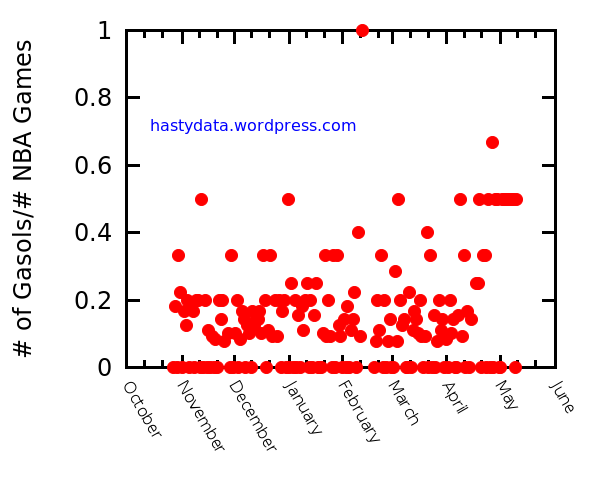 # of Gasols/# NBA Games
1
0.8
0.6
0.4
0.2
0
hastydata.wordpress.com
October
November
December
January
February
March
April
May
June